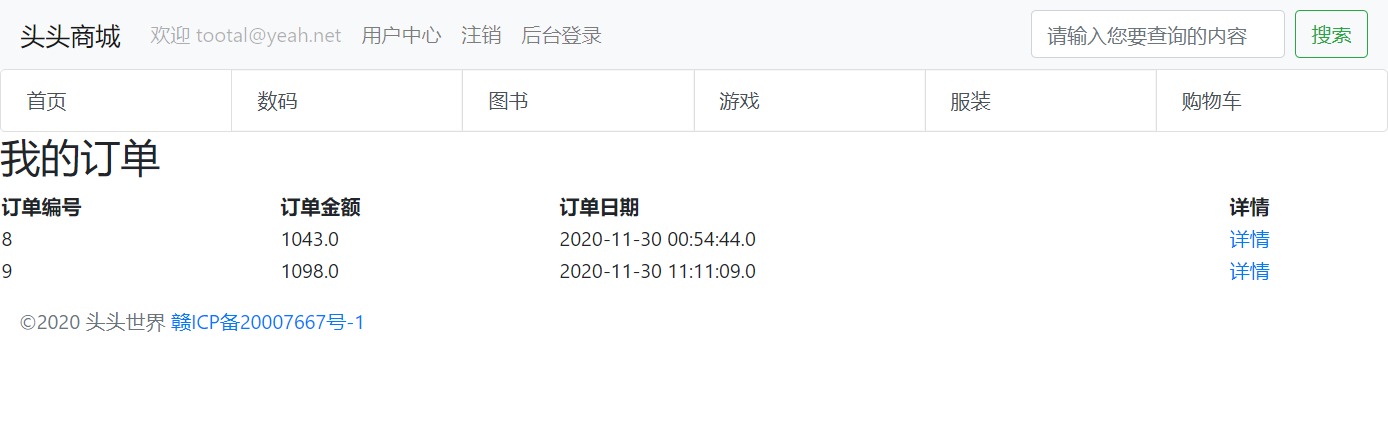 头头商城 欢迎 tootal@yeah.net 用户中心 注销 后台登录 请输入您要查询的内容 搜索
首页 数码 图书 游戏 服装 购物车
我的订单
订单编号 订单金额 订单日期 详情
8 1043.0 2020-11-30 00:54:44.0 详情
9 1098.0 2020-11-30 11:11:09.0 详情
©2020 头头世界 赣ICP备20007667号-1